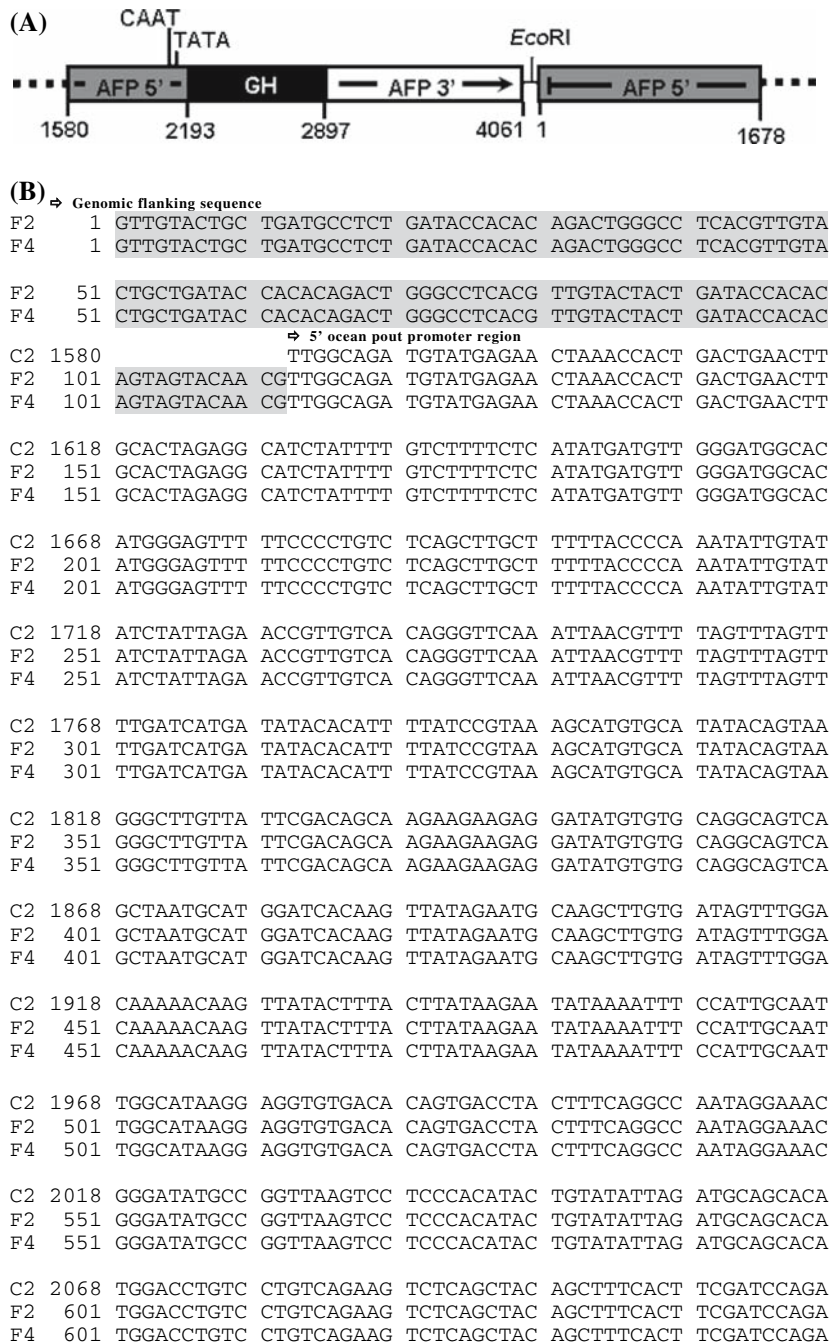 (A)
CAAT
TATA
EcoRI
AFP 5' GH AFP 3' AFP 5'
1580 2193 2897 4061 1 1678
(B)
⇨ Genomic flanking sequence
F2 1 GTTGTACTGC TGATGCCTCT GATACCACAC AGACTGGGCC TCACGTTGTA
F4 1 GTTGTACTGC TGATGCCTCT GATACCACAC AGACTGGGCC TCACGTTGTA
F2 51 CTGCTGATAC CACACAGACT GGGCCTCACG TTGTACTACT GATACCACAC
F4 51 CTGCTGATAC CACACAGACT GGGCCTCACG TTGTACTACT GATACCACAC
⇨ 5' ocean pout promoter region
C2 1580 TTGGCAGA TGTATGAGAA CTAAACCACT GACTGAACTT
F2 101 AGTAGTACAA CGTTGGCAGA TGTATGAGAA CTAAACCACT GACTGAACTT
F4 101 AGTAGTACAA CGTTGGCAGA TGTATGAGAA CTAAACCACT GACTGAACTT
C2 1618 GCACTAGAGG CATCTATTTT GTCTTTTCTC ATATGATGTT GGGATGGCAC
F2 151 GCACTAGAGG CATCTATTTT GTCTTTTCTC ATATGATGTT GGGATGGCAC
F4 151 GCACTAGAGG CATCTATTTT GTCTTTTCTC ATATGATGTT GGGATGGCAC
C2 1668 ATGGGAGTTT TTCCCCTGTC TCAGCTTGCT TTTTACCCCA AATATTGTAT
F2 201 ATGGGAGTTT TTCCCCTGTC TCAGCTTGCT TTTTACCCCA AATATTGTAT
F4 201 ATGGGAGTTT TTCCCCTGTC TCAGCTTGCT TTTTACCCCA AATATTGTAT
C2 1718 ATCTATTAGA ACCGTTGTCA CAGGGTTCAA ATTAACGTTT TAGTTTAGTT
F2 251 ATCTATTAGA ACCGTTGTCA CAGGGTTCAA ATTAACGTTT TAGTTTAGTT
F4 251 ATCTATTAGA ACCGTTGTCA CAGGGTTCAA ATTAACGTTT TAGTTTAGTT
C2 1768 TTGATCATGA TATACACATT TTATCCGTAA AGCATGTGCA TATACAGTAA
F2 301 TTGATCATGA TATACACATT TTATCCGTAA AGCATGTGCA TATACAGTAA
F4 301 TTGATCATGA TATACACATT TTATCCGTAA AGCATGTGCA TATACAGTAA
C2 1818 GGGCTTGTTA TTCGACAGCA AGAAGAAGAG GATATGTGTG CAGGCAGTCA
F2 351 GGGCTTGTTA TTCGACAGCA AGAAGAAGAG GATATGTGTG CAGGCAGTCA
F4 351 GGGCTTGTTA TTCGACAGCA AGAAGAAGAG GATATGTGTG CAGGCAGTCA
C2 1868 GCTAATGCAT GGATCACAAG TTATAGAATG CAAGCTTGTG ATAGTTTGGA
F2 401 GCTAATGCAT GGATCACAAG TTATAGAATG CAAGCTTGTG ATAGTTTGGA
F4 401 GCTAATGCAT GGATCACAAG TTATAGAATG CAAGCTTGTG ATAGTTTGGA
C2 1918 CAAAAACAAG TTATACTTTA CTTATAAGAA TATAAAATTT CCATTGCAAT
F2 451 CAAAAACAAG TTATACTTTA CTTATAAGAA TATAAAATTT CCATTGCAAT
F4 451 CAAAAACAAG TTATACTTTA CTTATAAGAA TATAAAATTT CCATTGCAAT
C2 1968 TGGCATAAGG AGGTGTGACA CAGTGACCTA CTTTCAGGCC AATAGGAAAC
F2 501 TGGCATAAGG AGGTGTGACA CAGTGACCTA CTTTCAGGCC AATAGGAAAC
F4 501 TGGCATAAGG AGGTGTGACA CAGTGACCTA CTTTCAGGCC AATAGGAAAC
C2 2018 GGGATATGCC GGTTAAGTCC TCCCACATAC TGTATATTAG ATGCAGCACA
F2 551 GGGATATGCC GGTTAAGTCC TCCCACATAC TGTATATTAG ATGCAGCACA
F4 551 GGGATATGCC GGTTAAGTCC TCCCACATAC TGTATATTAG ATGCAGCACA
C2 2068 TGGACCTGTC CTGTCAGAAG TCTCAGCTAC AGCTTTCACT TCGATCCAGA
F2 601 TGGACCTGTC CTGTCAGAAG TCTCAGCTAC AGCTTTCACT TCGATCCAGA
F4 601 TGGACCTGTC CTGTCAGAAG TCTCAGCTAC AGCTTTCACT TCGATCCAGA